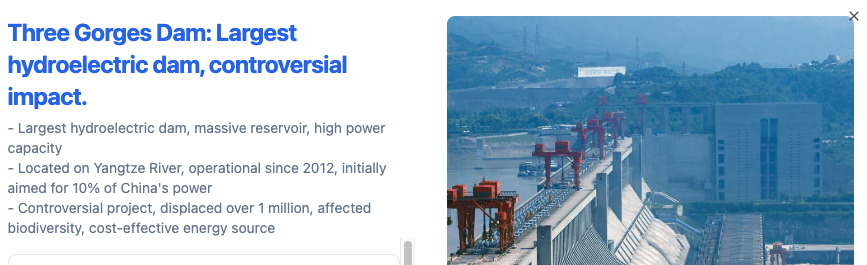 Three Gorges Dam: Largest
hydroelectric dam, controversial
impact.
- Largest hydroelectric dam, massive reservoir, high power
capacity
- Located on Yangtze River, operational since 2012, initially
aimed for 10% of China's power
- Controversial project, displaced over 1 million, affected
biodiversity, cost-effective energy source